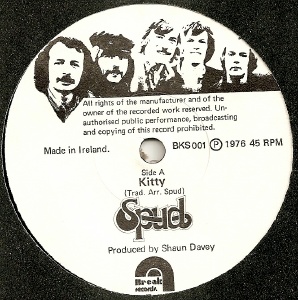 All rights of the manufacturer and of the
owner of the recorded work reserved. Un-
authorised public performance, broadcasting
and copying of this record prohibited.
Made in Ireland.
BKS001 Ⓟ 1976 45 RPM
Side A
Kitty
(Trad. Arr. Spud)
Spud
Produced by Shaun Davey
Break
records.